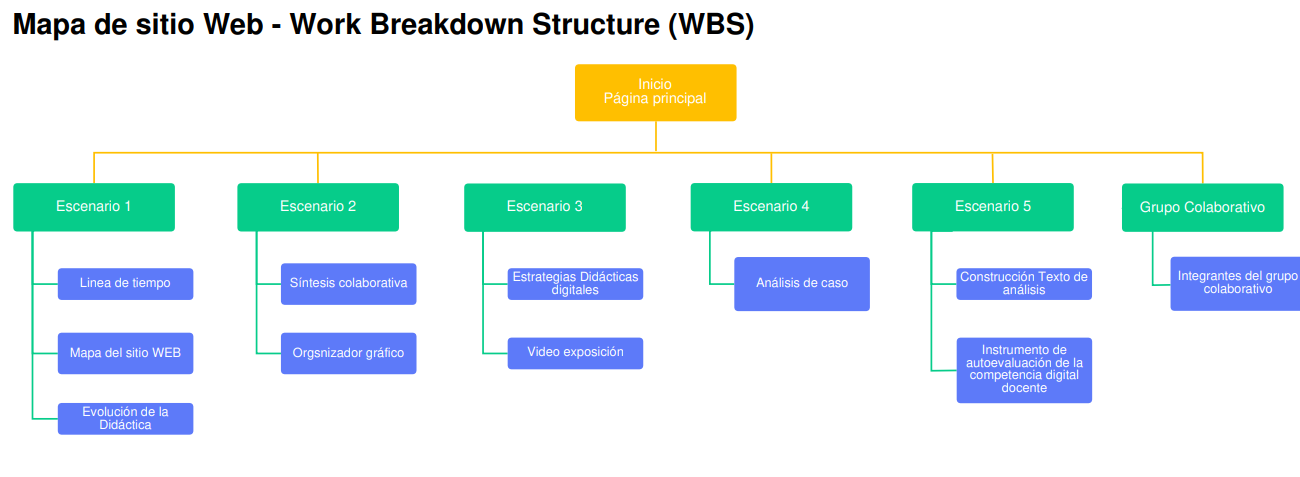 Mapa de sitio Web - Work Breakdown Structure (WBS)
Inicio
Página principal
Escenario 1
Escenario 2
Escenario 3
Escenario 4
Escenario 5
Grupo Colaborativo
Linea de tiempo
Mapa del sitio WEB
Evolución de la
Didáctica
Síntesis colaborativa
Orgsnizador gráfico
Estrategias Didácticas
digitales
Video exposición
Análisis de caso
Construcción Texto de
análisis
Instrumento de
autoevaluación de la
competencia digital
docente
Integrantes del grupo
colaborativo